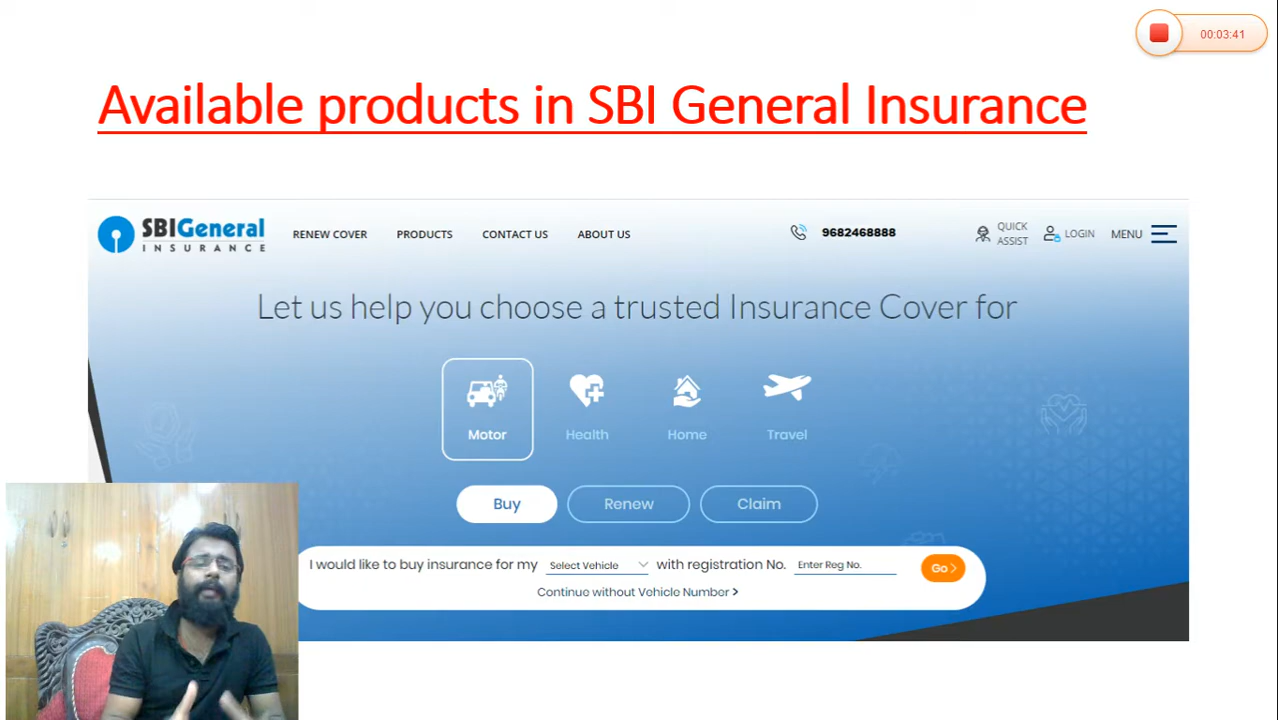 00:03:41
Available products in SBI General Insurance
SBIGeneral
INSURANCE
RENEW COVER PRODUCTS CONTACT US ABOUT US 9682468888 QUICK ASSIST LOGIN MENU
Let us help you choose a trusted Insurance Cover for
Motor Health Home Travel
Buy Renew Claim
I would like to buy insurance for my Select Vehicle with registration No. Enter Reg No. Go >
Continue without Vehicle Number >